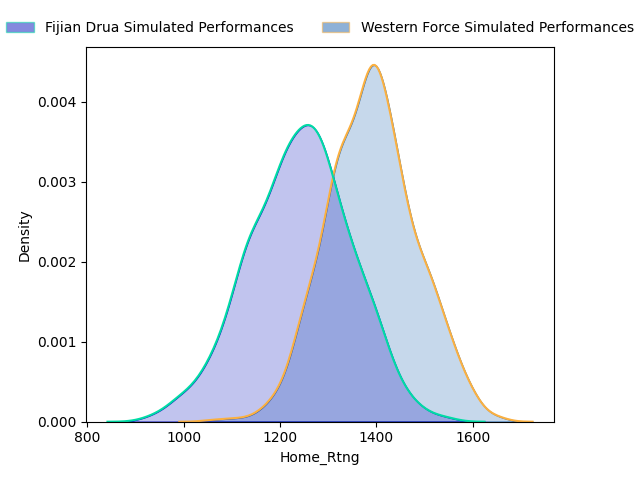 Fijian Drua Simulated Performances Western Force Simulated Performances
0.004
0.003
0.002
0.001
0.000
Density
800 1000 1200 1400 1600
Home_Rtng